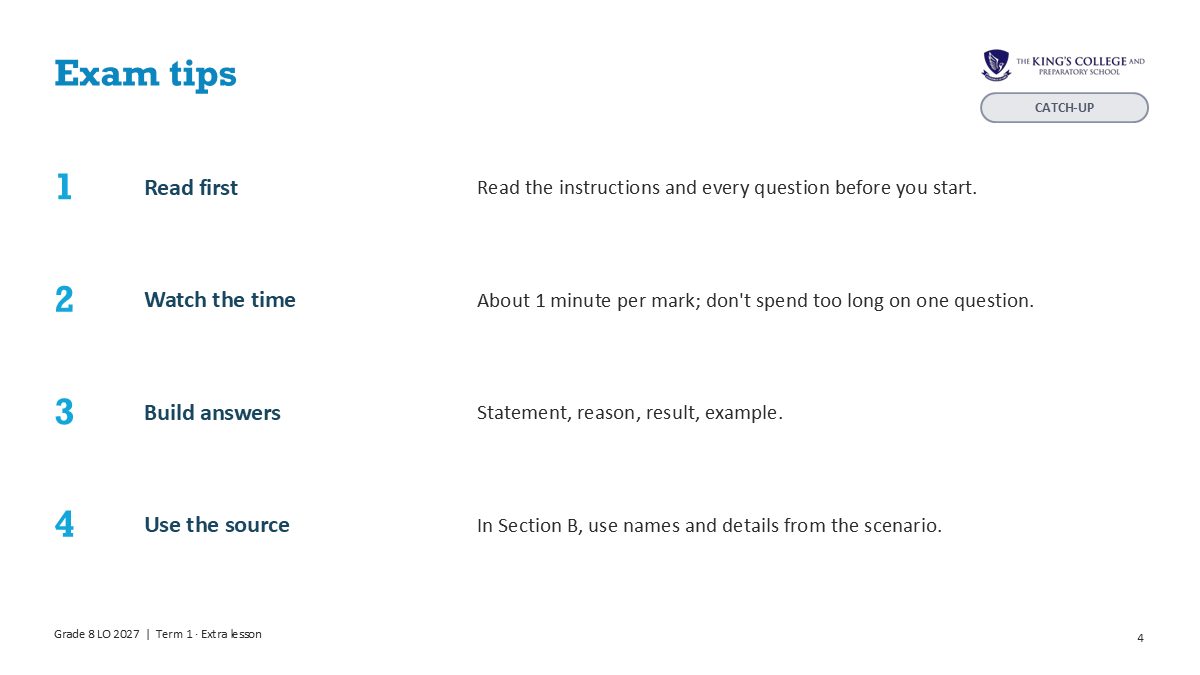 Exam tips
THE KING'S COLLEGE AND
PREPARATORY SCHOOL
CATCH-UP
1 Read first Read the instructions and every question before you start.
2 Watch the time About 1 minute per mark; don't spend too long on one question.
3 Build answers Statement, reason, result, example.
4 Use the source In Section B, use names and details from the scenario.
Grade 8 LO 2027 | Term 1 · Extra lesson
4